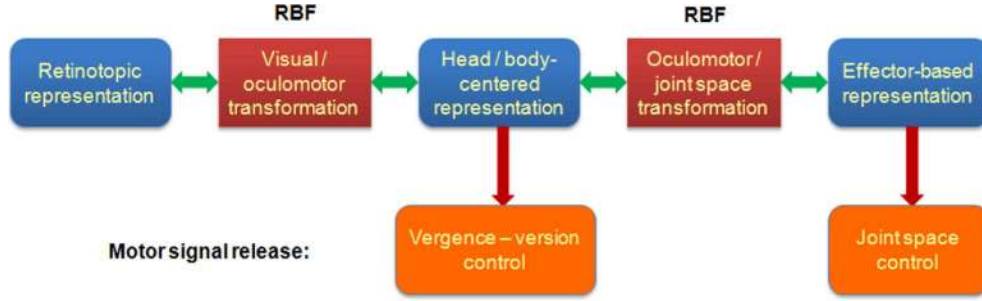 RBF
RBF
Retinotopic
representation
Visual /
oculomotor
transformation
Head / body-
centered
representation
Oculomotor /
joint space
transformation
Effector-based
representation
Motor signal release:
Vergence – version
control
Joint space
control